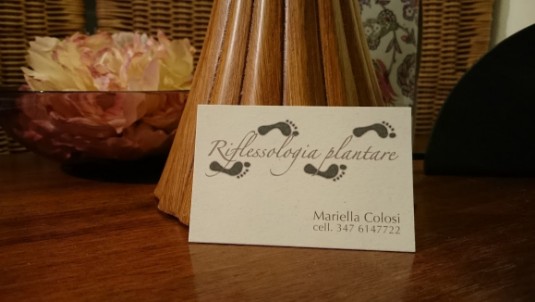 Riflessologia plantare
Mariella Colosi
cell. 347 6147722